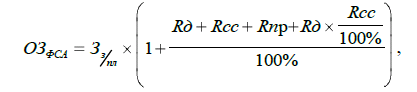 ОЗ_ФСА = З_з/пл × (1 + (Rд + Rсс + Rпр + Rд × Rсс/100%)/100%),